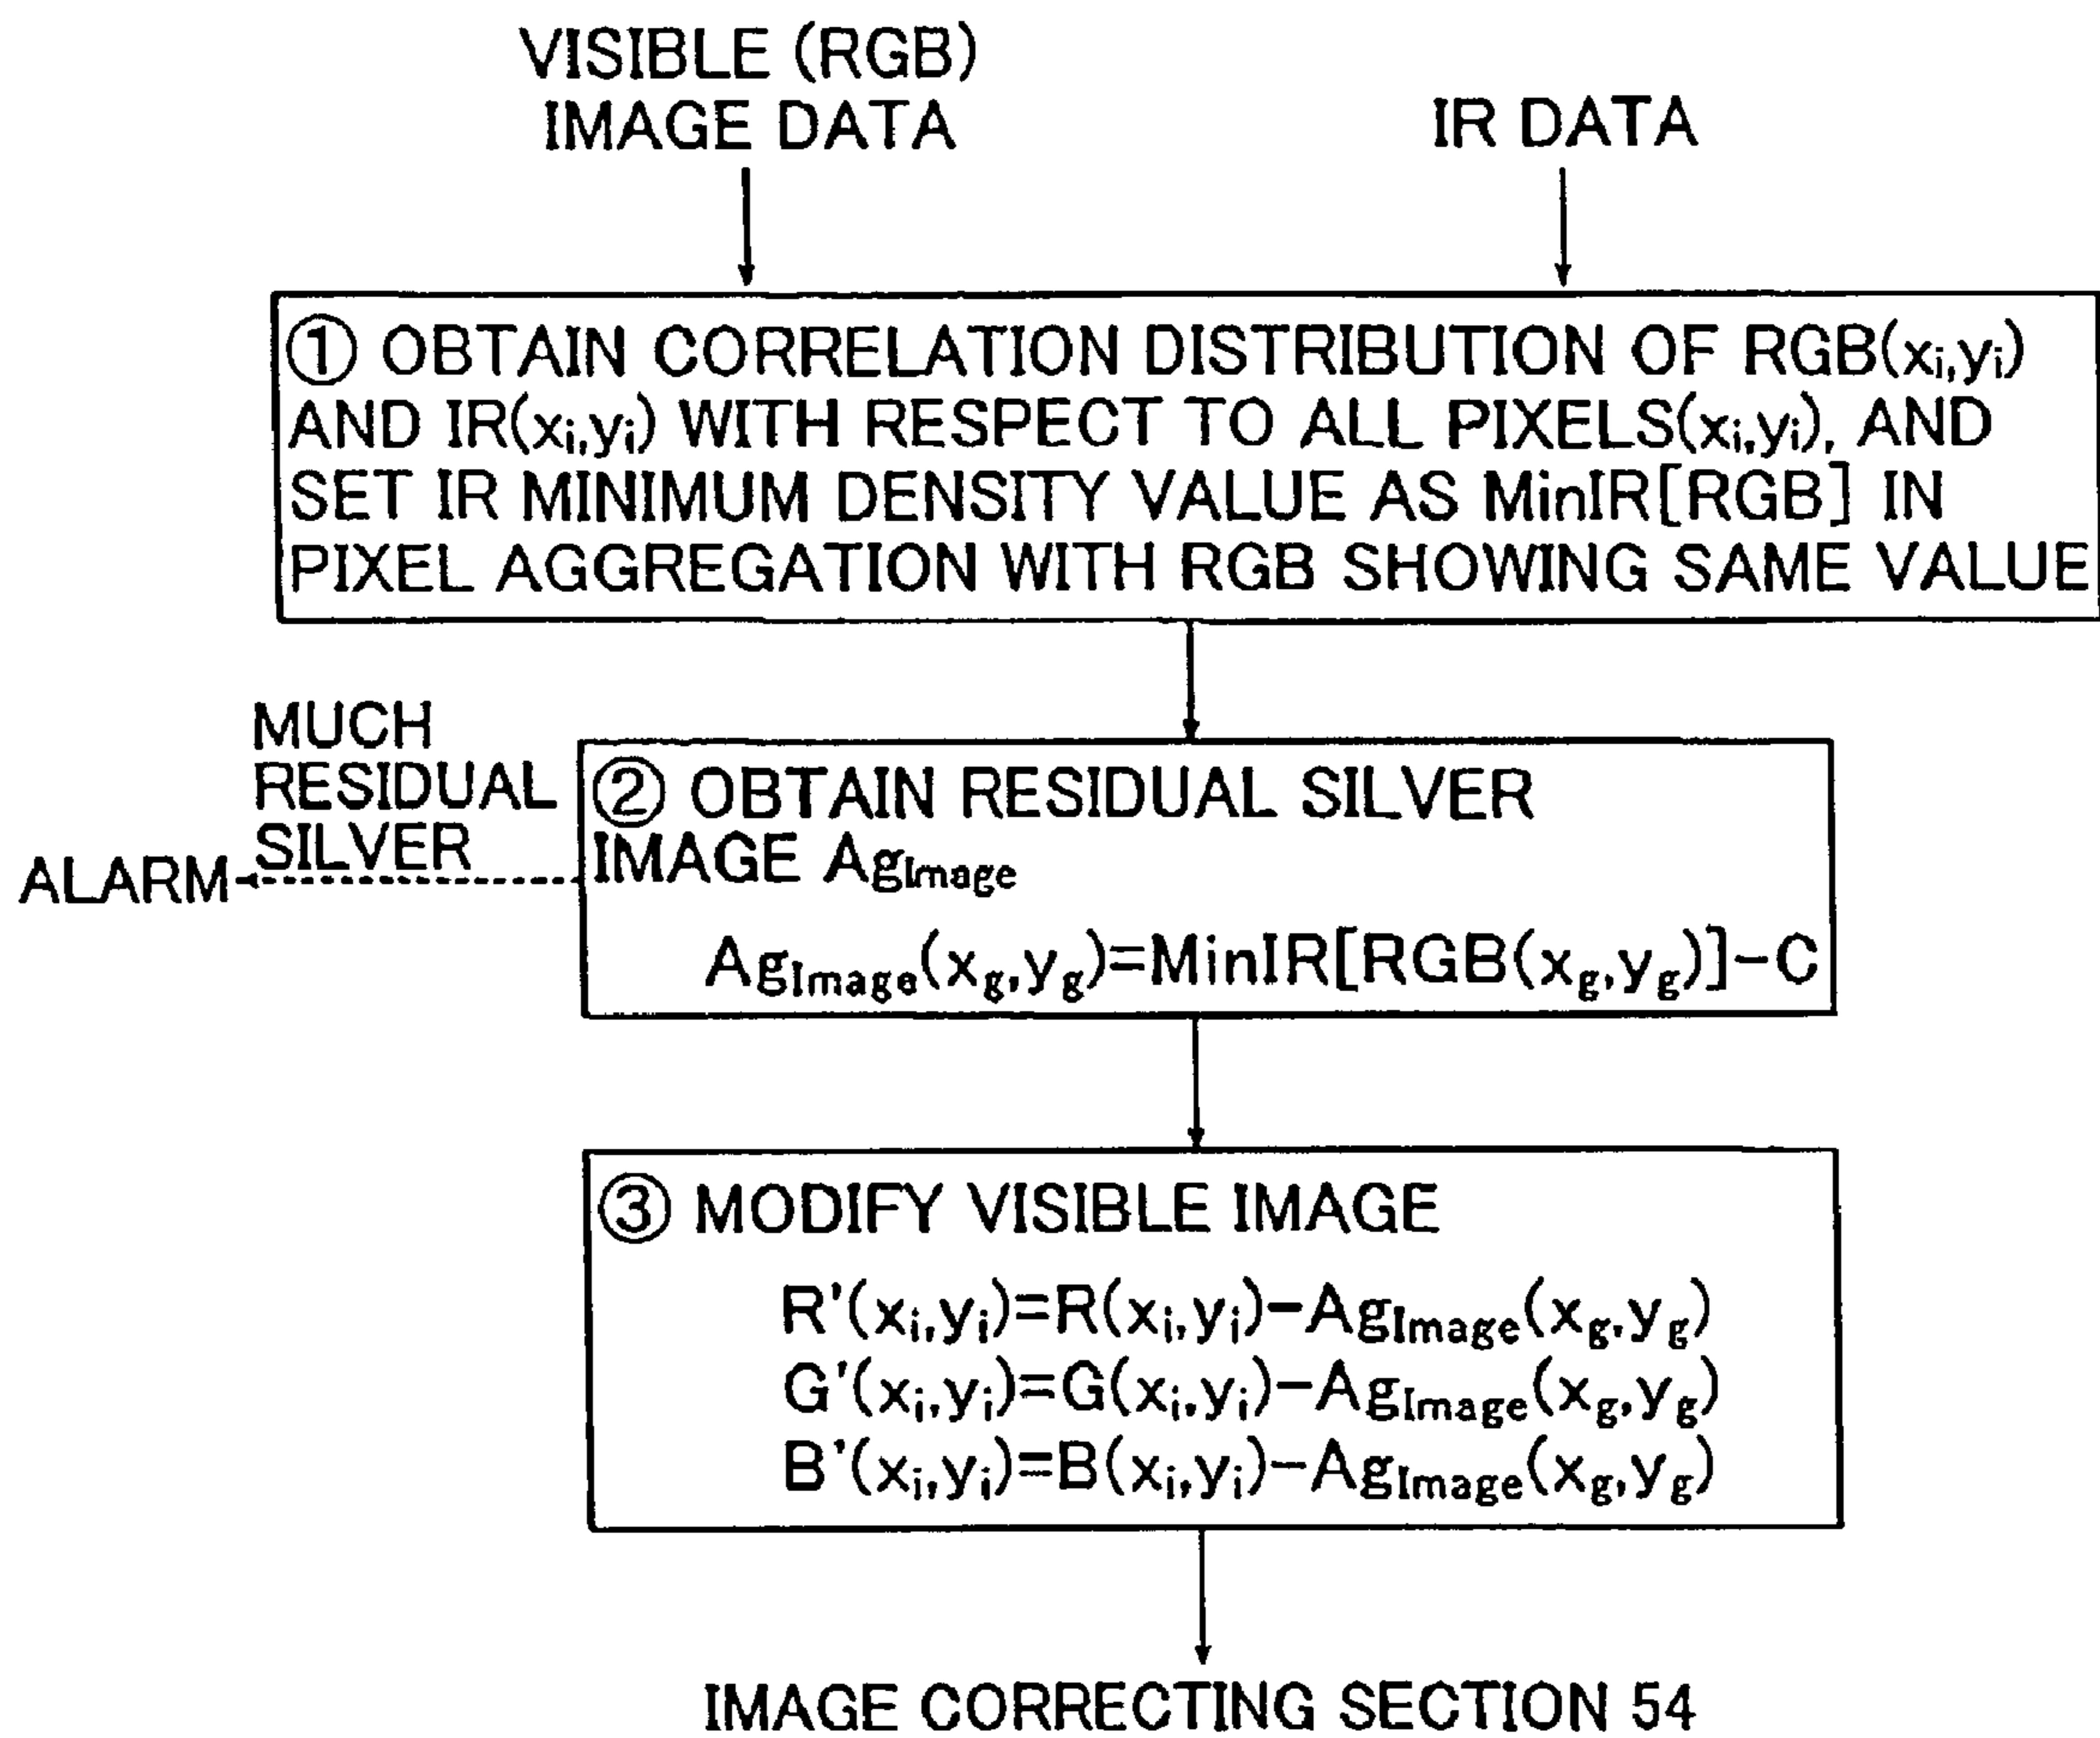 VISIBLE (RGB)
IMAGE DATA
IR DATA
① OBTAIN CORRELATION DISTRIBUTION OF RGB(xi,yi)
AND IR(xi,yi) WITH RESPECT TO ALL PIXELS(xi,yi), AND
SET IR MINIMUM DENSITY VALUE AS MinIR[RGB] IN
PIXEL AGGREGATION WITH RGB SHOWING SAME VALUE
MUCH
RESIDUAL
SILVER
ALARM
② OBTAIN RESIDUAL SILVER
IMAGE AgImage
AgImage(xg,yg)=MinIR[RGB(xg,yg)]-C
③ MODIFY VISIBLE IMAGE
R'(xi,yi)=R(xi,yi)-AgImage(xg,yg)
G'(xi,yi)=G(xi,yi)-AgImage(xg,yg)
B'(xi,yi)=B(xi,yi)-AgImage(xg,yg)
IMAGE CORRECTING SECTION 54